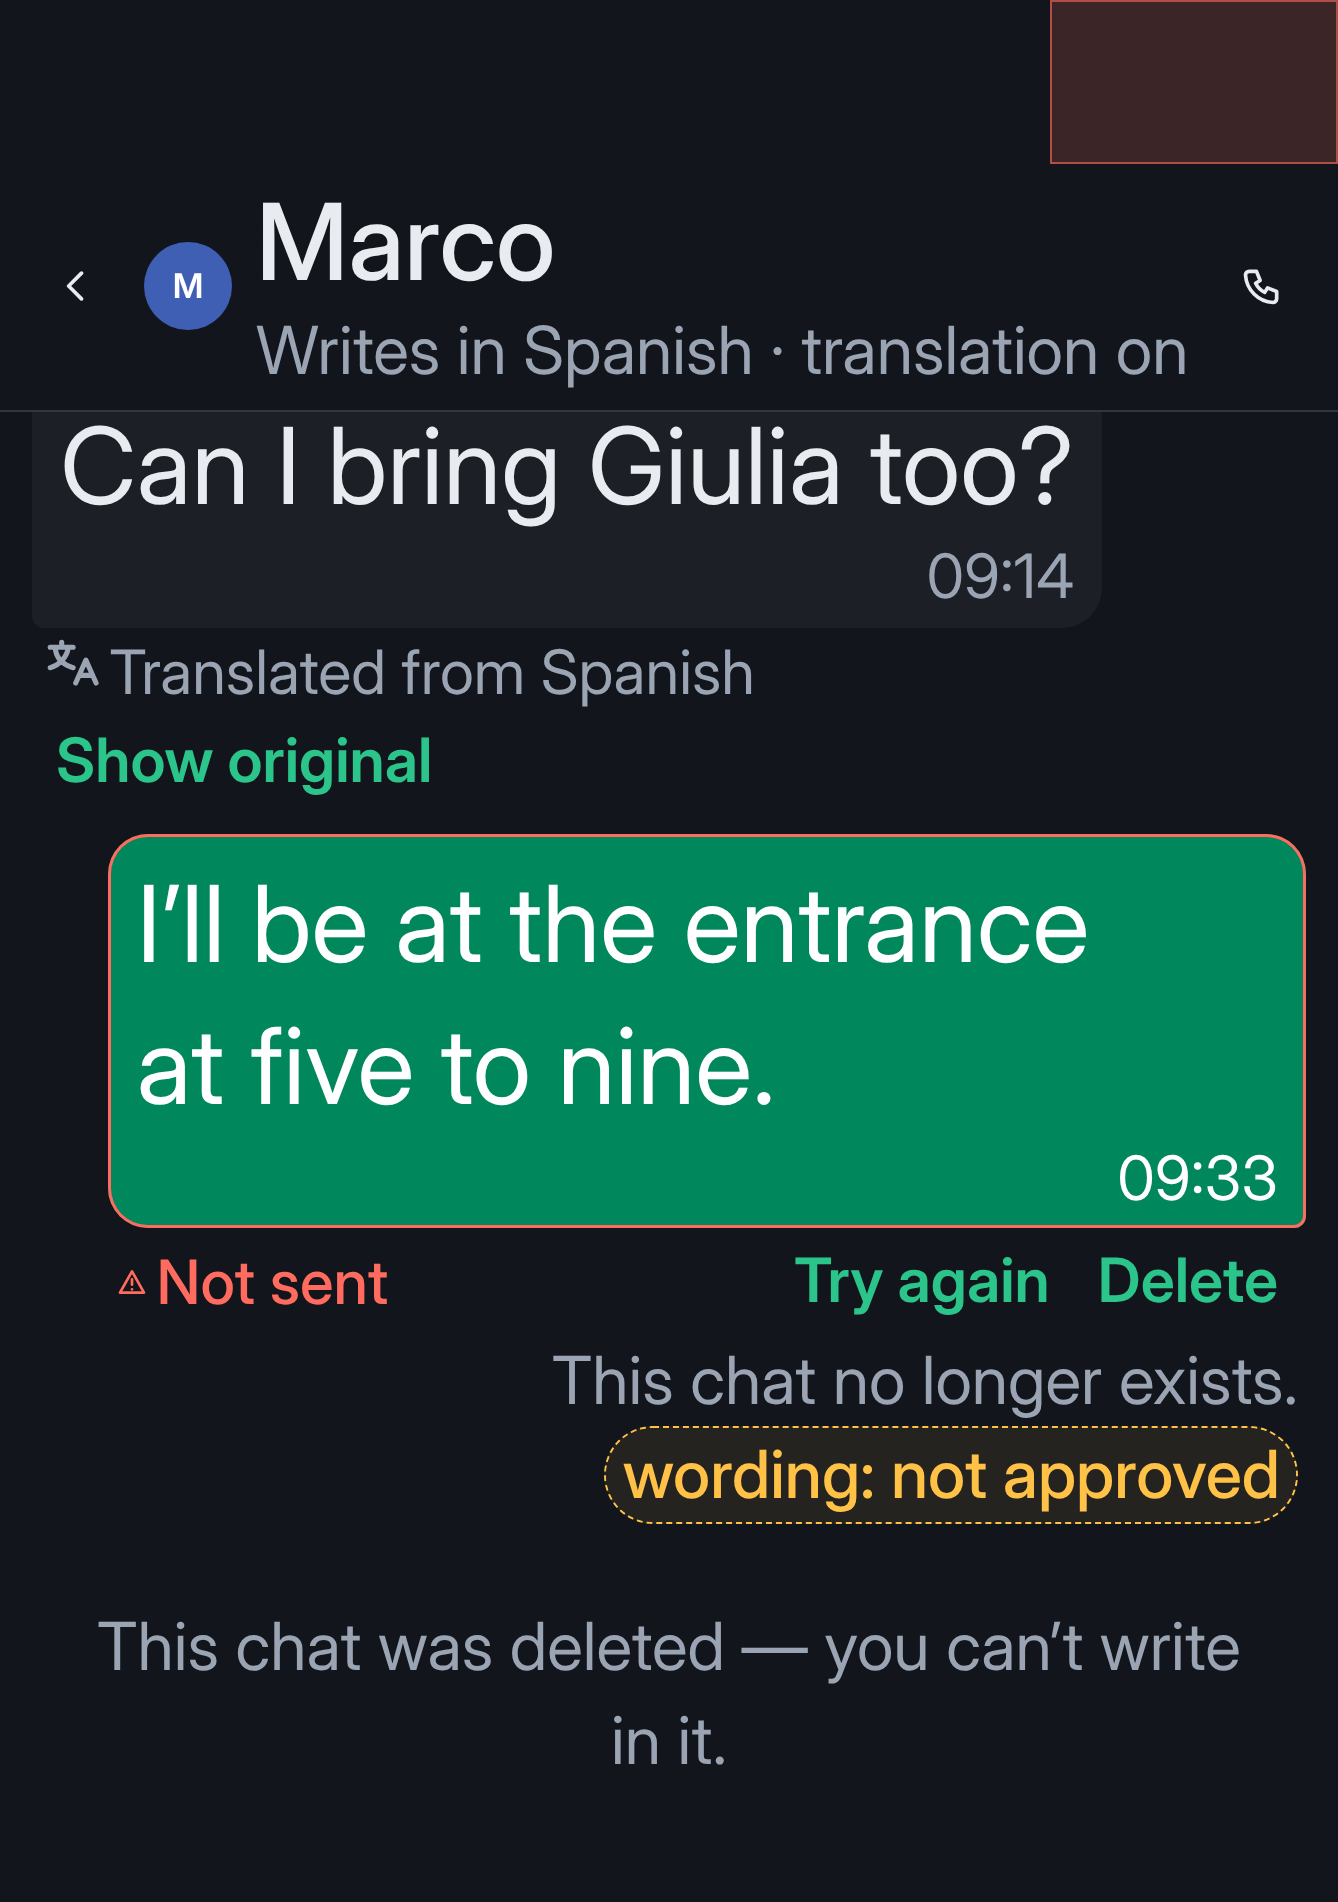 Marco
M
Writes in Spanish · translation on
Can I bring Giulia too?
09:14
Translated from Spanish
Show original
I’ll be at the entrance
at five to nine.
09:33
Not sent
Try again Delete
This chat no longer exists.
wording: not approved
This chat was deleted — you can’t write
in it.